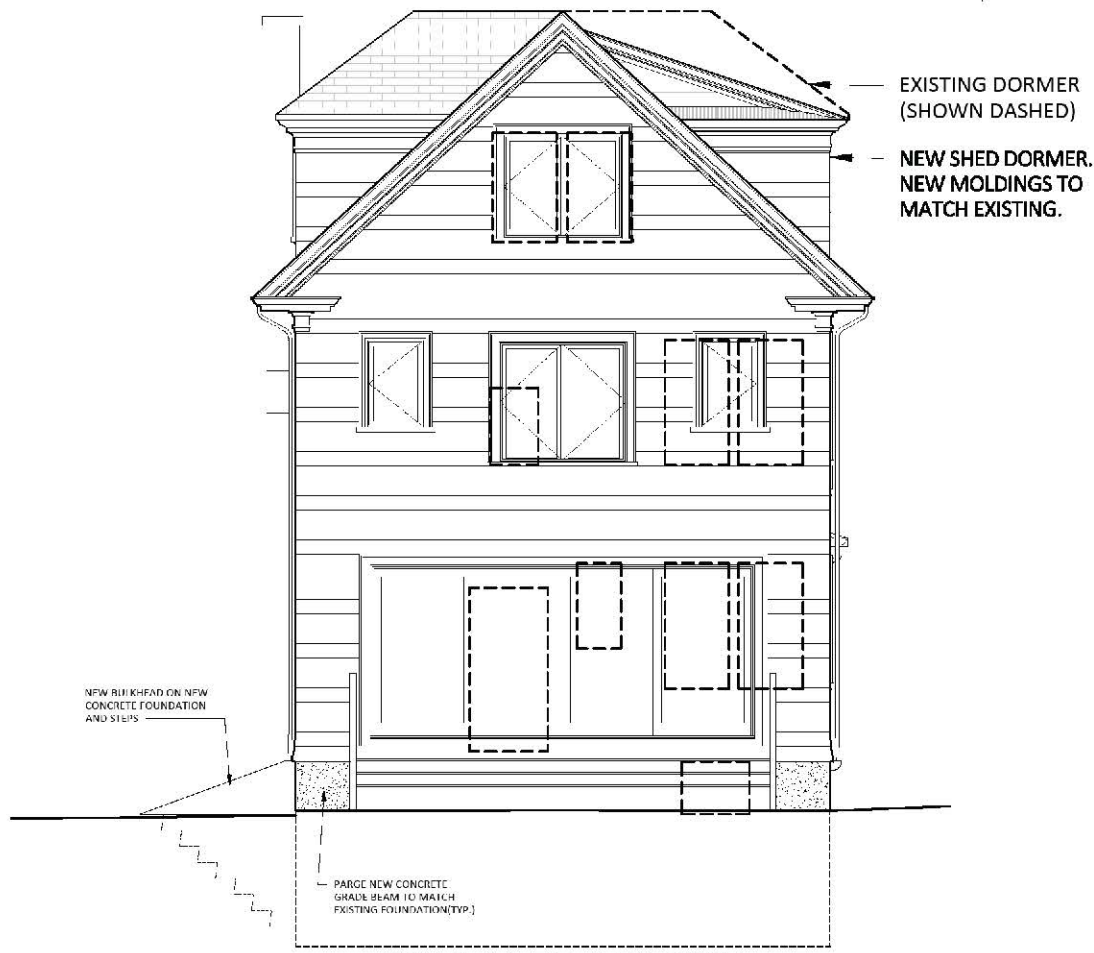 EXISTING DORMER
(SHOWN DASHED)
NEW SHED DORMER.
NEW MOLDINGS TO
MATCH EXISTING.
NEW BULKHEAD ON NEW
CONCRETE FOUNDATION
AND STEPS
PARGE NEW CONCRETE
GRADE BEAM TO MATCH
EXISTING FOUNDATION(TYP.)